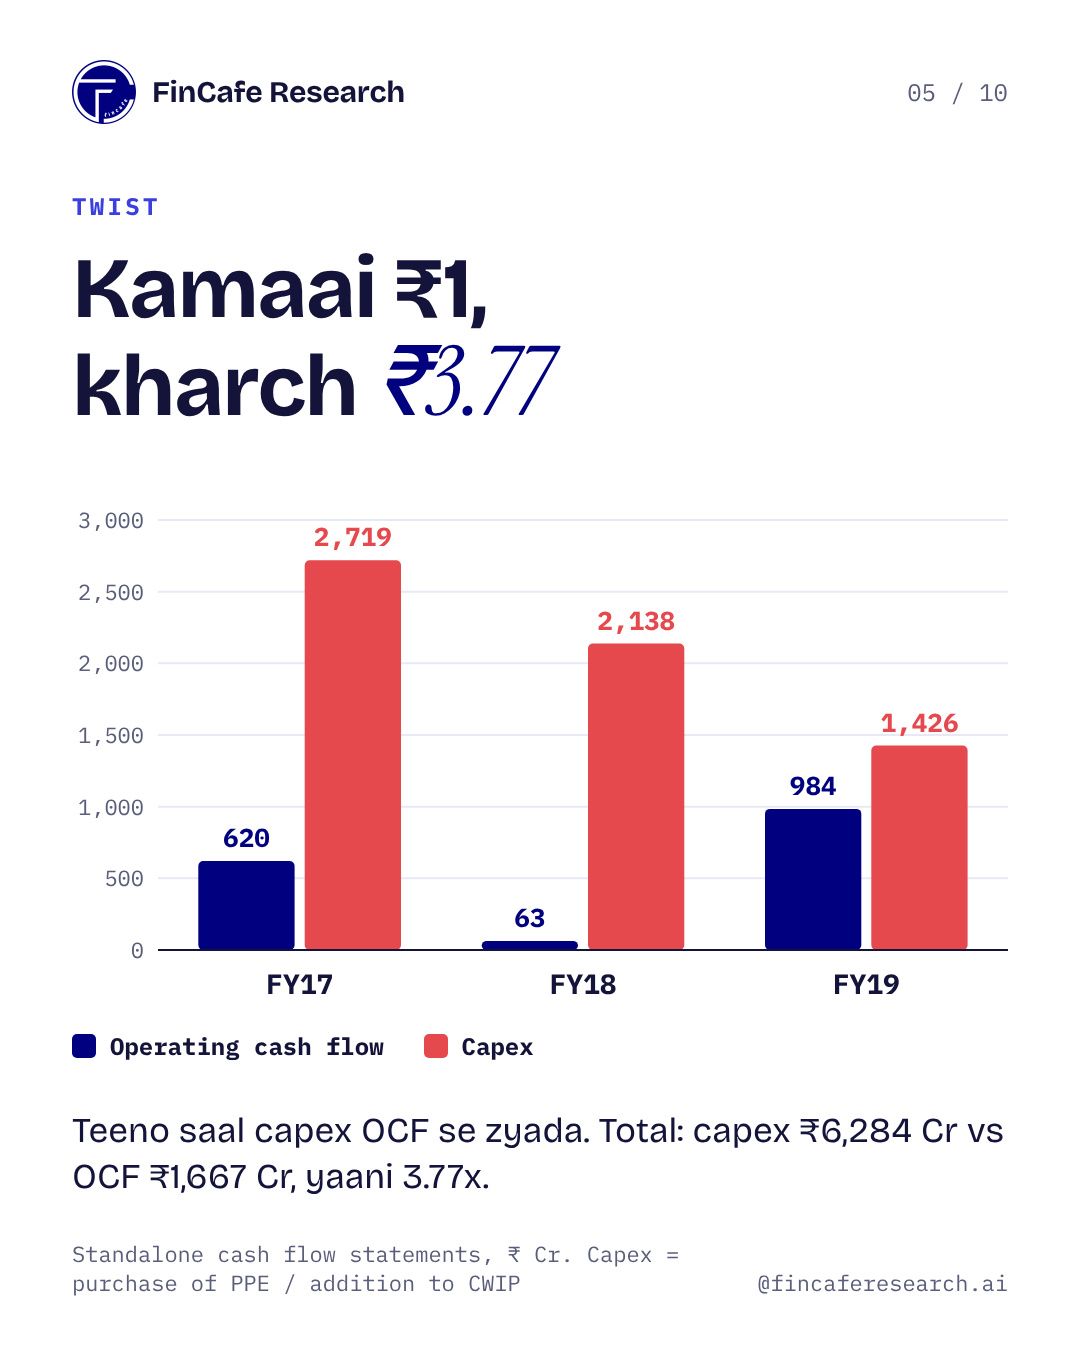 fincafe
FinCafe Research
05 / 10
TWIST
Kamaai ₹1,
kharch ₹3.77
3,000
2,500
2,000
1,500
1,000
500
0
2,719
2,138
1,426
984
620
63
FY17
FY18
FY19
Operating cash flow
Capex
Teeno saal capex OCF se zyada. Total: capex ₹6,284 Cr vs
OCF ₹1,667 Cr, yaani 3.77x.
Standalone cash flow statements, ₹ Cr. Capex =
purchase of PPE / addition to CWIP
@fincaferesearch.ai